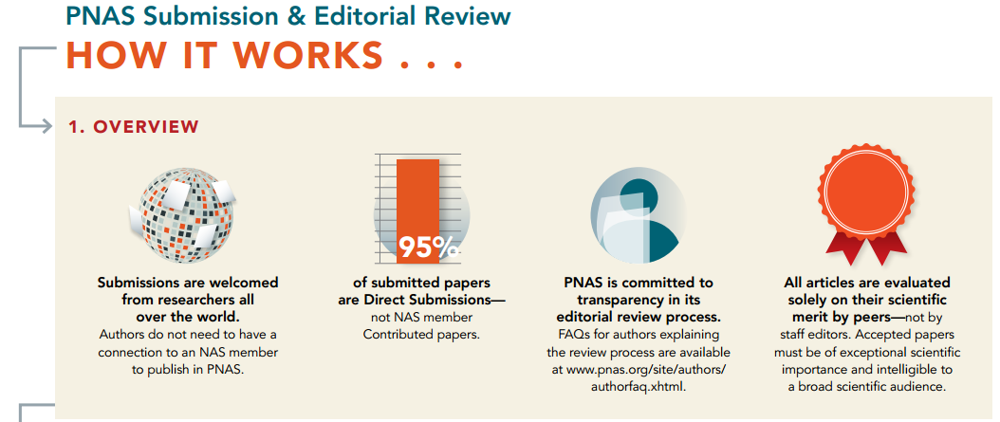 PNAS Submission & Editorial Review
HOW IT WORKS . . .
1. OVERVIEW
Submissions are welcomed
from researchers all
over the world.
Authors do not need to have a
connection to an NAS member
to publish in PNAS.
95%
of submitted papers
are Direct Submissions—
not NAS member
Contributed papers.
PNAS is committed to
transparency in its
editorial review process.
FAQs for authors explaining
the review process are available
at www.pnas.org/site/authors/
authorfaq.xhtml.
All articles are evaluated
solely on their scientific
merit by peers—not by
staff editors. Accepted papers
must be of exceptional scientific
importance and intelligible to
a broad scientific audience.